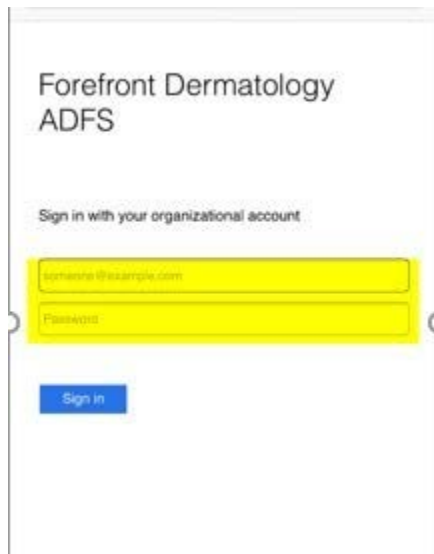 Forefront Dermatology
ADFS
Sign in with your organizational account
someone@example.com
Password
Sign in